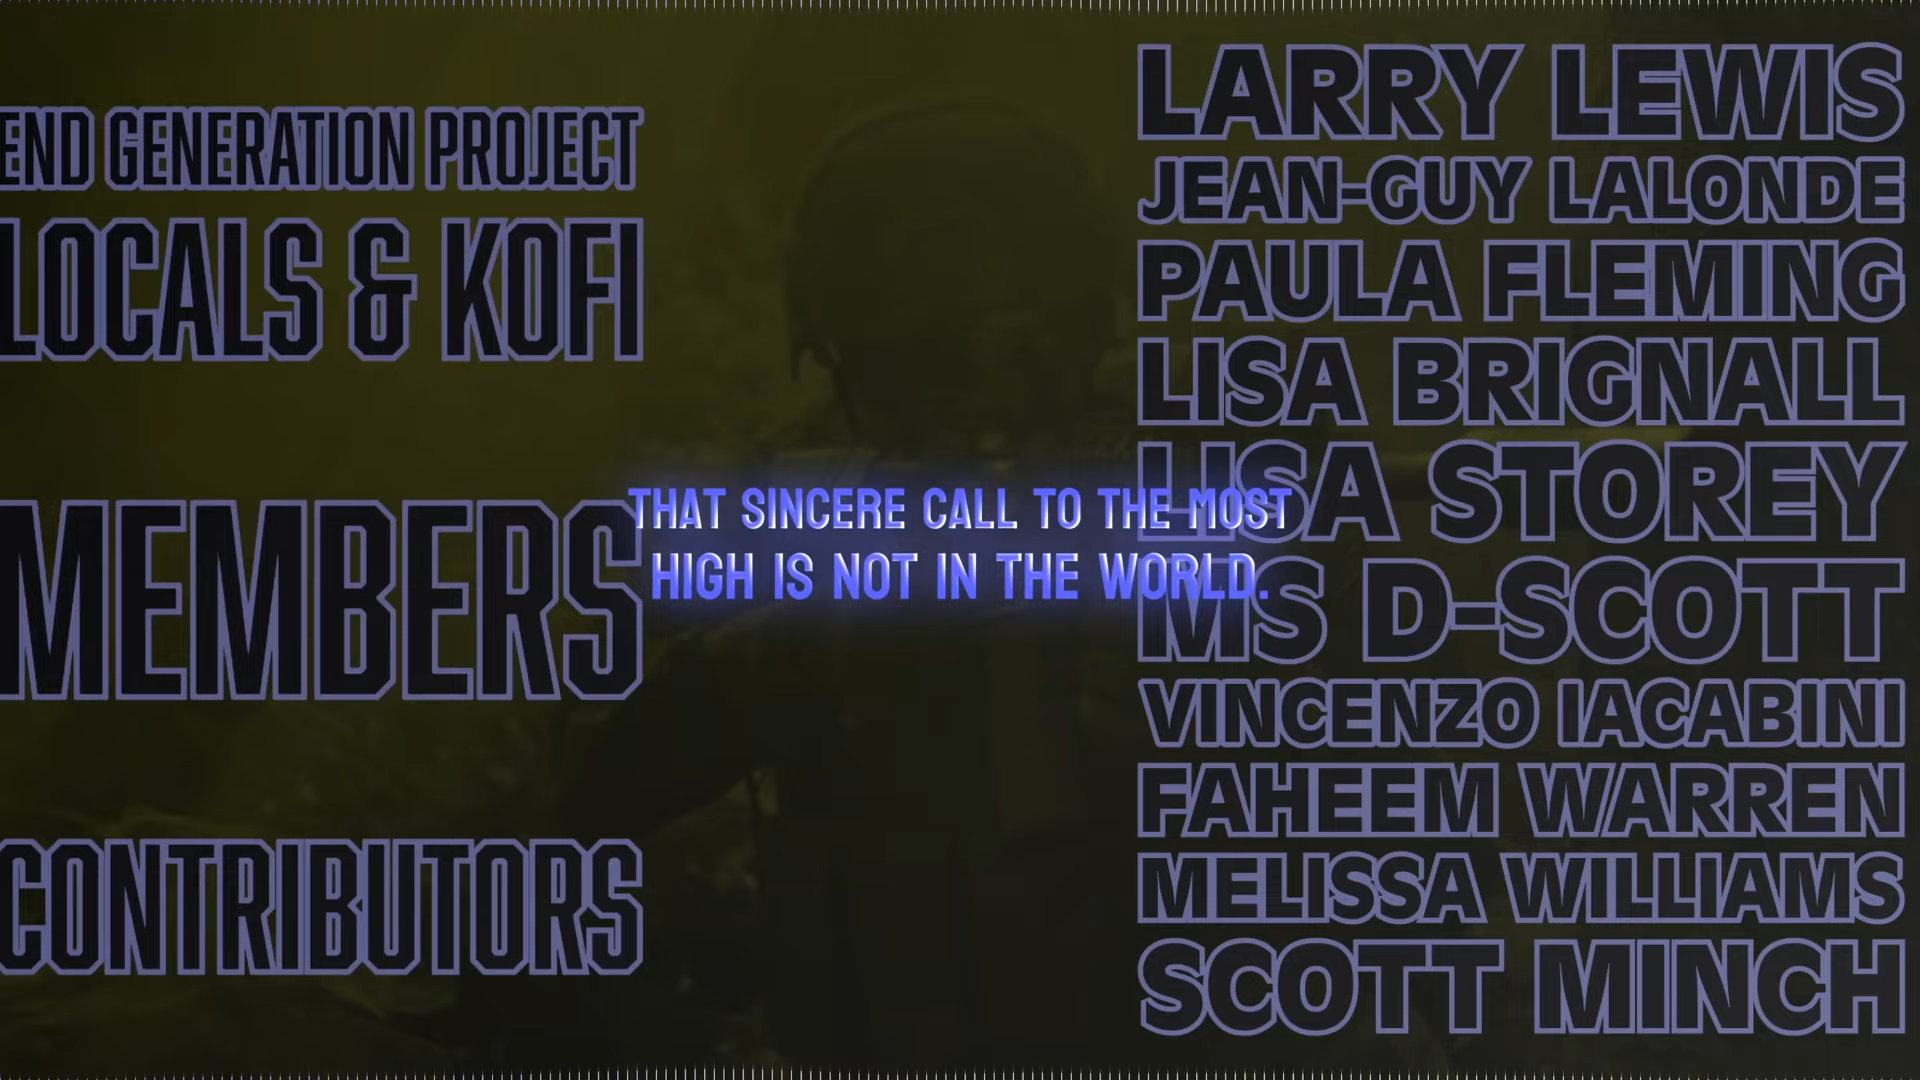 END GENERATION PROJECT
LOCALS & KOFI
MEMBERS
CONTRIBUTORS
THAT SINCERE CALL TO THE MOST
HIGH IS NOT IN THE WORLD.
LARRY LEWIS
JEAN-GUY LALONDE
PAULA FLEMING
LISA BRIGNALL
LISA STOREY
MS D-SCOTT
VINCENZO IACABINI
FAHEEM WARREN
MELISSA WILLIAMS
SCOTT MINCH